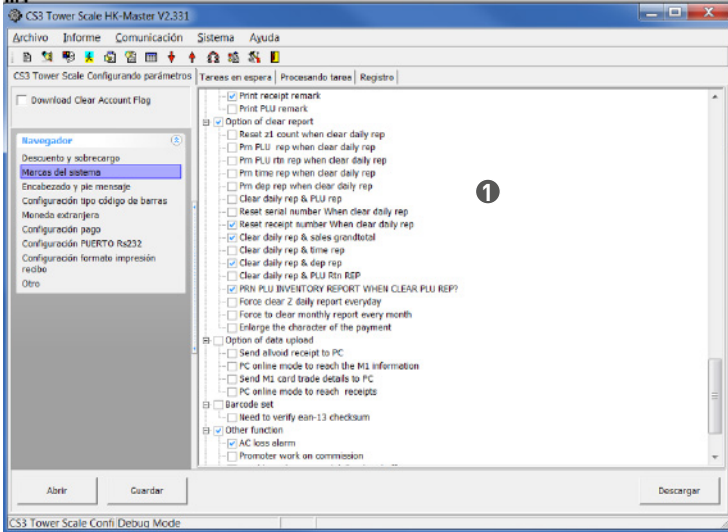 CS3 Tower Scale HK-Master V2.331
Archivo Informe Comunicación Sistema Ayuda
CS3 Tower Scale Configurando parámetros
Tareas en espera
Procesando tarea
Registro
Download Clear Account Flag
Navegador
Descuento y sobrecargo
Marcas del sistema
Encabezado y pie mensaje
Configuración tipo código de barras
Moneda extranjera
Configuración pago
Configuración PUERTO Rs232
Configuración formato impresión
recibo
Otro
Print receipt remark
Print PLU remark
Option of clear report
Reset z1 count when clear daily rep
Prn PLU rep when clear daily rep
Prn PLU rtn rep when clear daily rep
Prn time rep when clear daily rep
Prn dep rep when clear daily rep
Clear daily rep & PLU rep
Reset serial number When clear daily rep
Reset receipt number When clear daily rep
Clear daily rep & sales grandtotal
Clear daily rep & time rep
Clear daily rep & dep rep
Clear daily rep & PLU Rtn REP
PRN PLU INVENTORY REPORT WHEN CLEAR PLU REP?
Force clear Z daily report everyday
Force to clear monthly report every month
Enlarge the character of the payment
Option of data upload
Send allvoid receipt to PC
PC online mode to reach the M1 information
Send M1 card trade details to PC
PC online mode to reach receipts
Barcode set
Need to verify ean-13 checksum
Other function
AC loss alarm
Promoter work on commission
1
Abrir
Guardar
Descargar
CS3 Tower Scale Confi Debug Mode